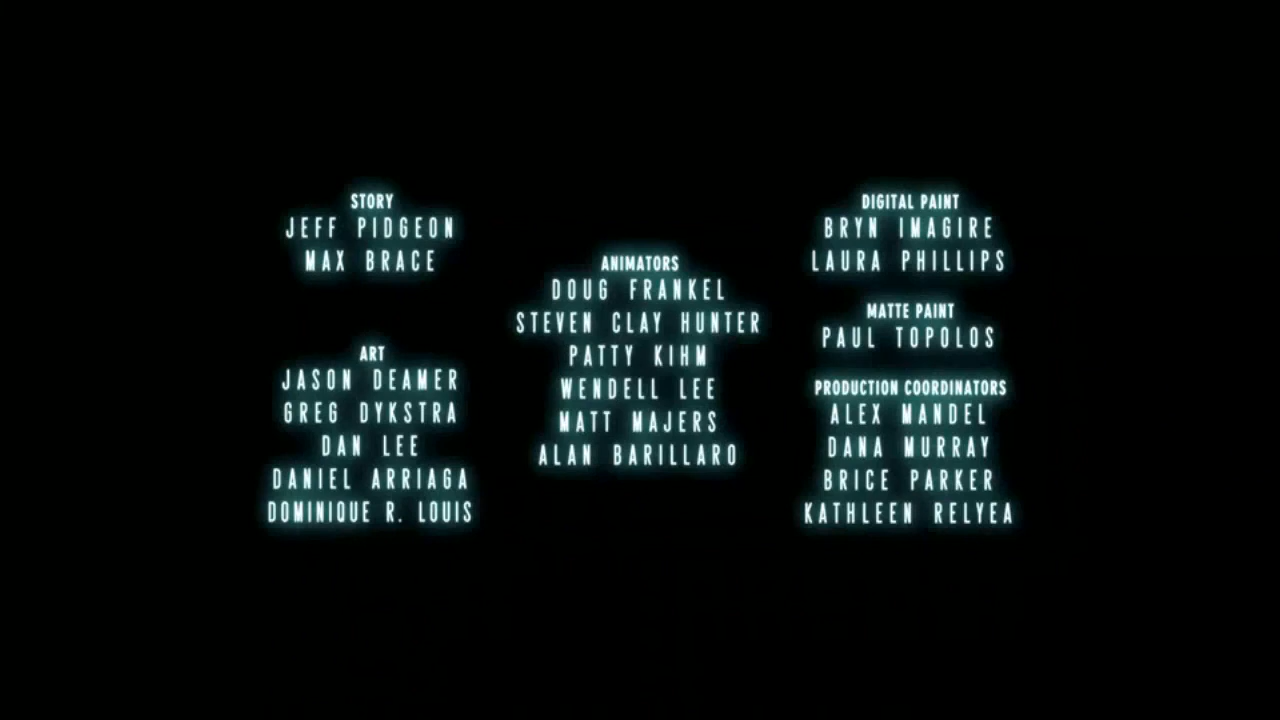 STORY
JEFF PIDGEON
MAX BRACE
ART
JASON DEAMER
GREG DYKSTRA
DAN LEE
DANIEL ARRIAGA
DOMINIQUE R. LOUIS
ANIMATORS
DOUG FRANKEL
STEVEN CLAY HUNTER
PATTY KIHM
WENDELL LEE
MATT MAJERS
ALAN BARILLARO
DIGITAL PAINT
BRYN IMAGIRE
LAURA PHILLIPS
MATTE PAINT
PAUL TOPOLOS
PRODUCTION COORDINATORS
ALEX MANDEL
DANA MURRAY
BRICE PARKER
KATHLEEN RELYEA